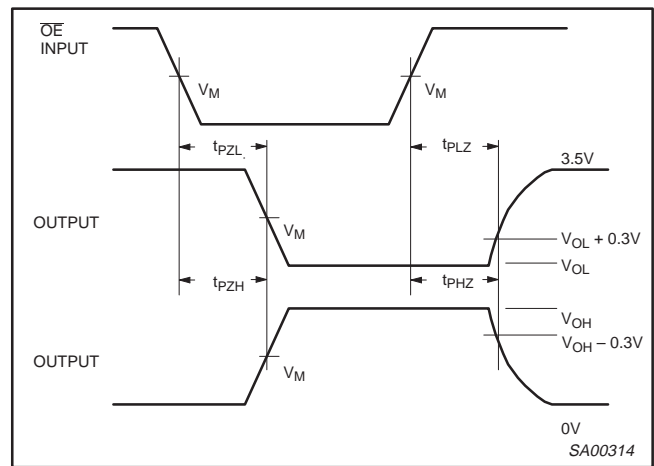 OE
INPUT
VM
VM
tPZL
tPLZ
3.5V
OUTPUT
VM
VOL + 0.3V
VOL
tPZH
tPHZ
VOH
VOH – 0.3V
OUTPUT
VM
0V
SA00314